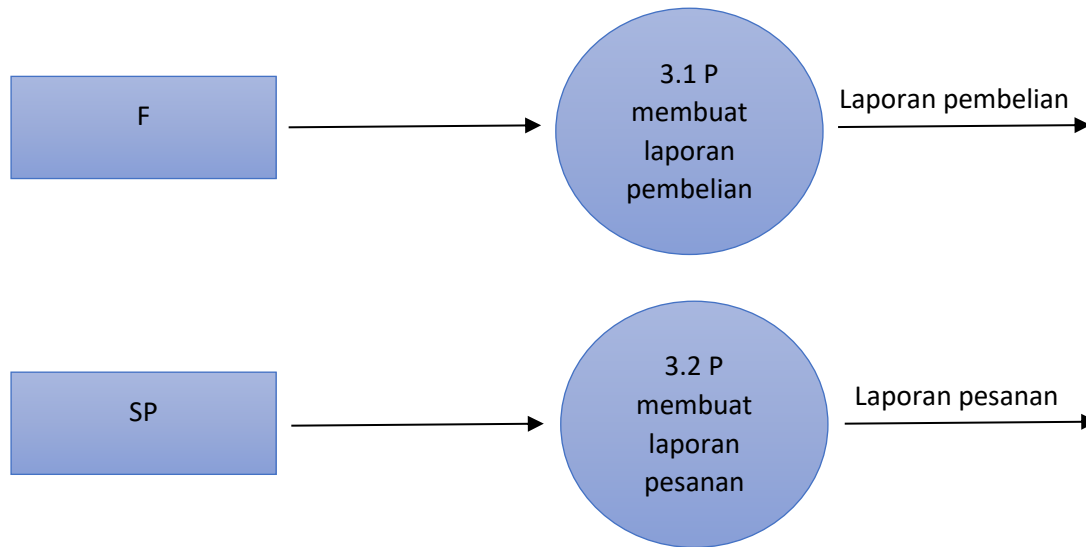 F
3.1 P
membuat
laporan
pembelian
Laporan pembelian
SP
3.2 P
membuat
laporan
pesanan
Laporan pesanan